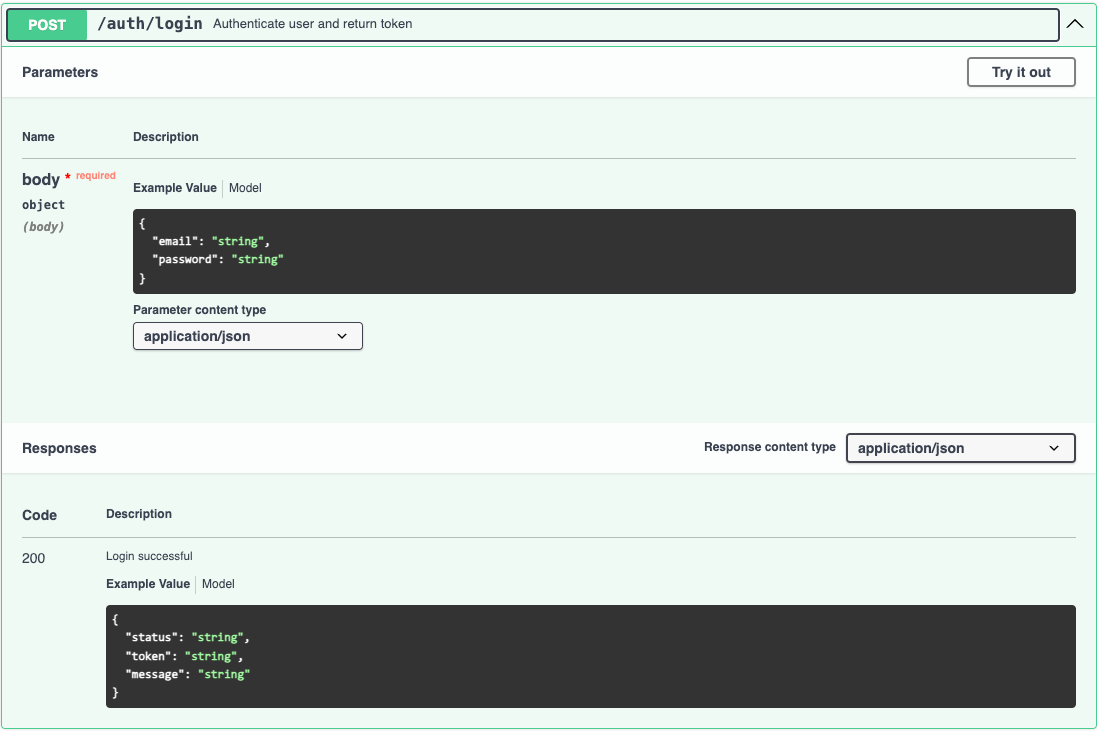 POST /auth/login Authenticate user and return token
Parameters
Try it out
Name Description
body * required
object
(body)
Example Value Model
{
  "email": "string",
  "password": "string"
}
Parameter content type
application/json
Responses
Response content type application/json
Code Description
200 Login successful
Example Value Model
{
  "status": "string",
  "token": "string",
  "message": "string"
}